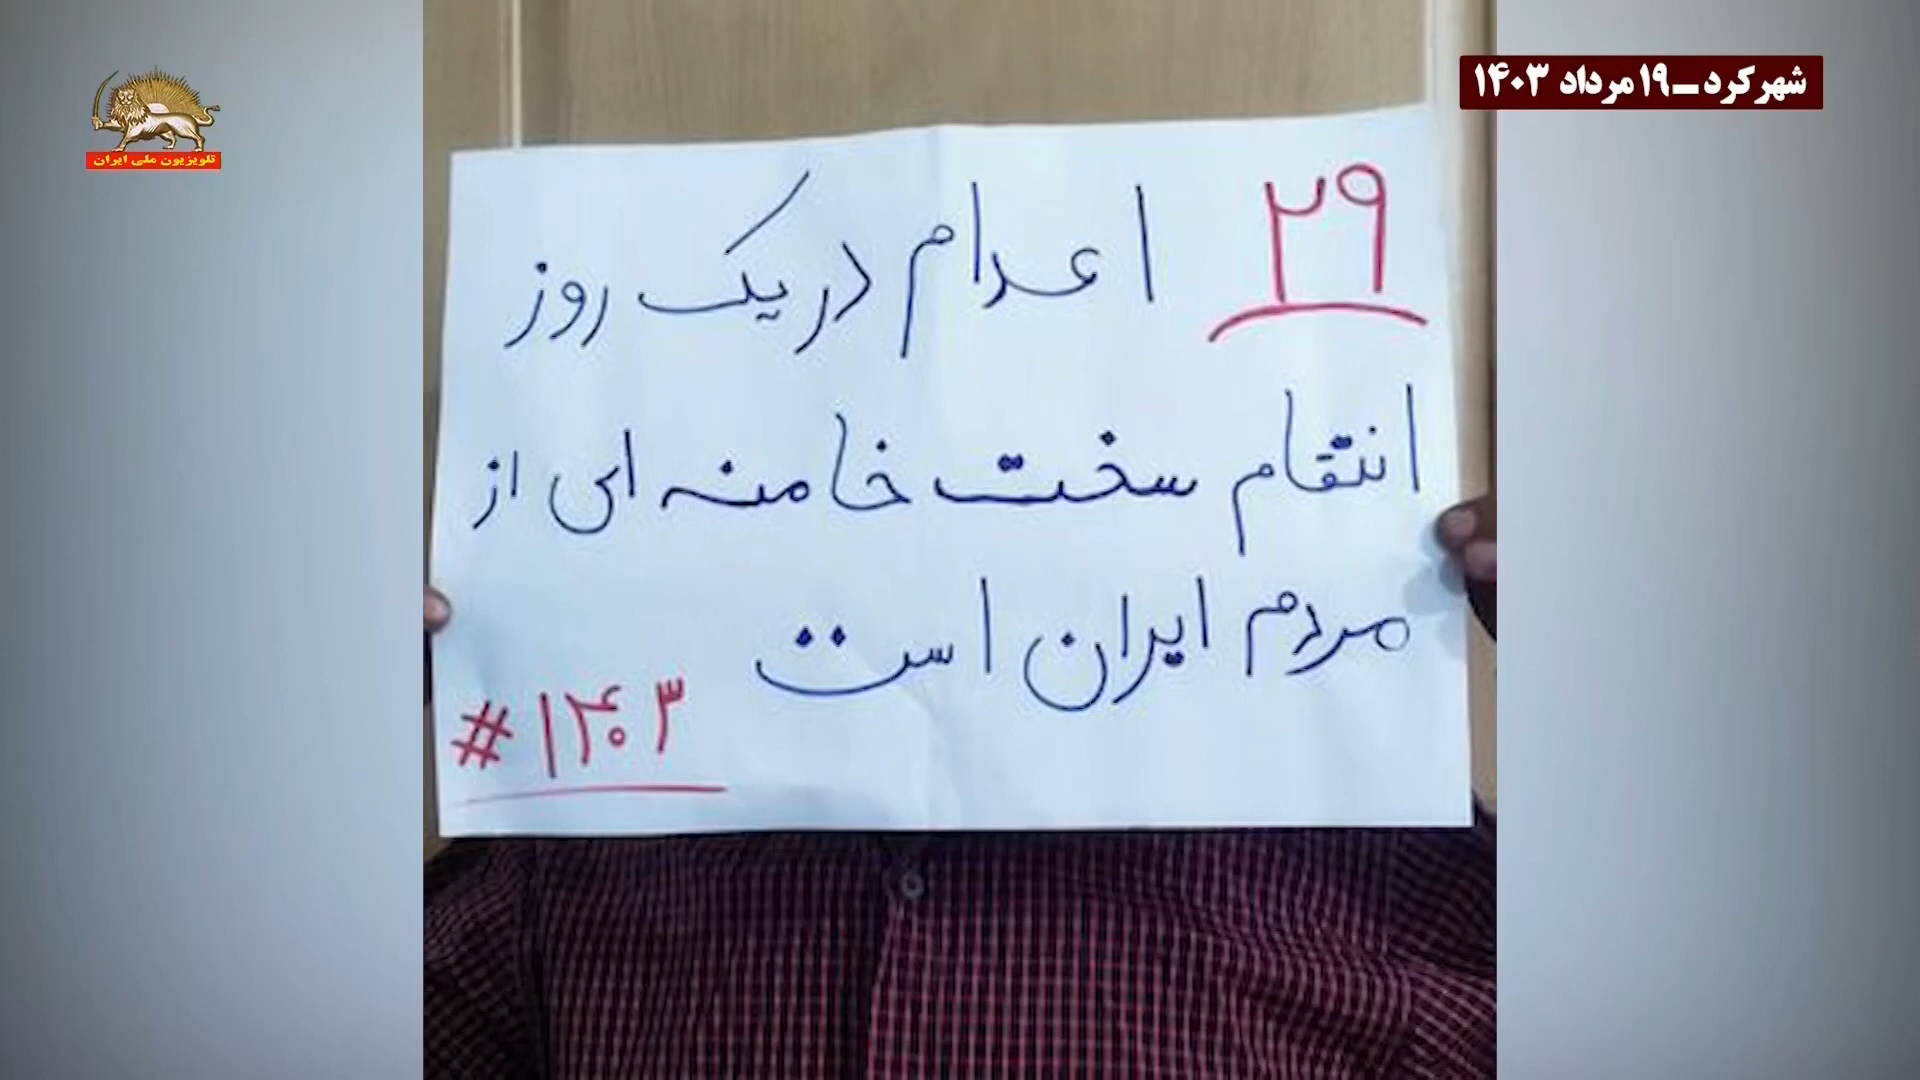 شهرکرد ـ ۱۹ مرداد ۱۴۰۳
تلویزیون ملی ایران
۲۹ اعدام در یک روز
انتقام سخت خامنه ای از
مردم ایران است
#۱۴۰۳